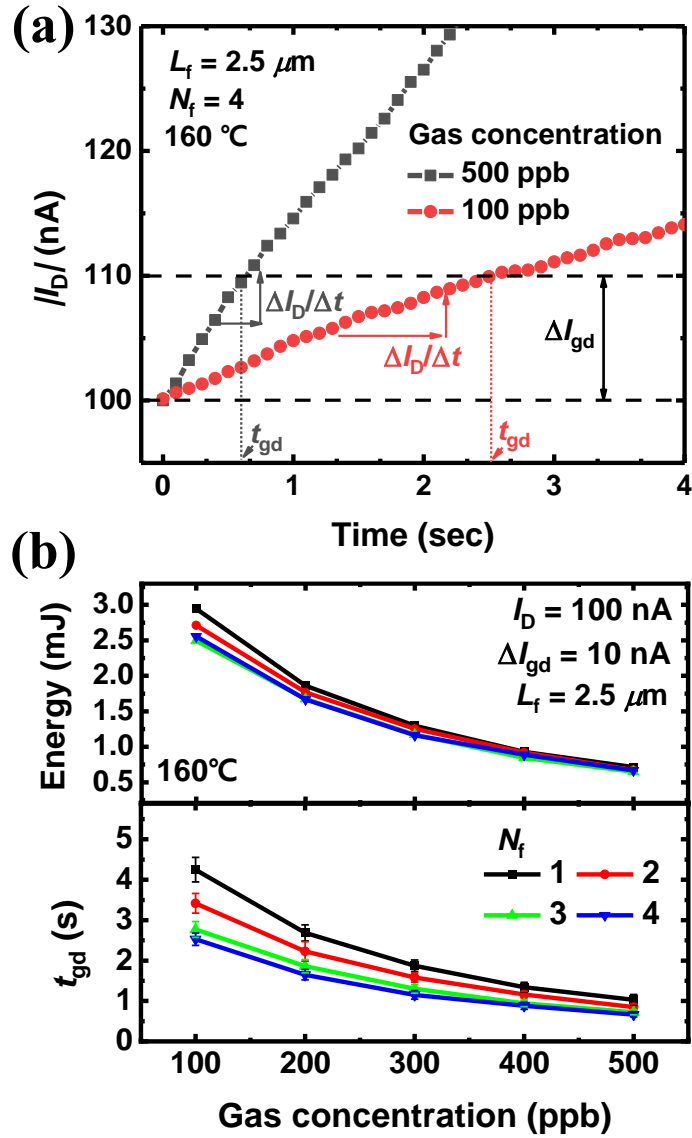 (a)
130
120
110
100
|I_D| (nA)
L_f = 2.5 μm
N_f = 4
160 ℃
Gas concentration
500 ppb
100 ppb
ΔI_D/Δt
ΔI_D/Δt
ΔI_gd
t_gd
t_gd
0 1 2 3 4
Time (sec)
(b)
3.0
2.5
2.0
1.5
1.0
0.5
Energy (mJ)
I_D = 100 nA
ΔI_gd = 10 nA
L_f = 2.5 μm
160℃
5
4
3
2
1
0
t_gd (s)
N_f
1 2
3 4
100 200 300 400 500
Gas concentration (ppb)